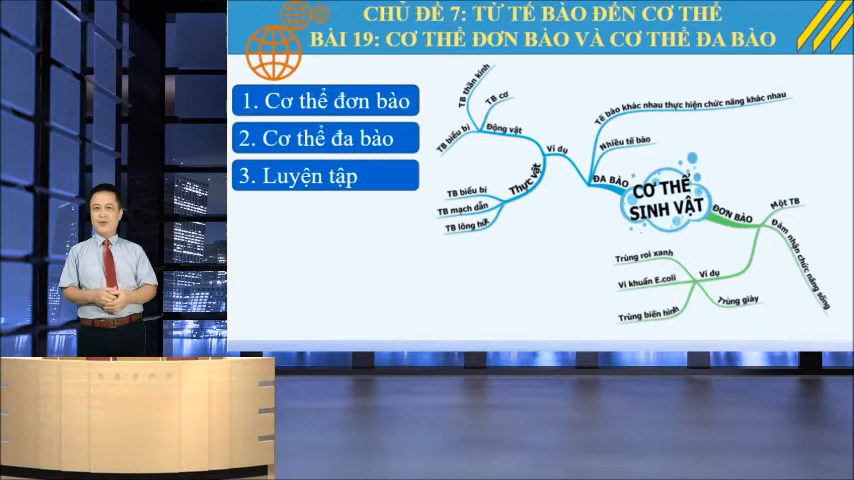 CHỦ ĐỀ 7: TỪ TẾ BÀO ĐẾN CƠ THỂ
BÀI 19: CƠ THỂ ĐƠN BÀO VÀ CƠ THỂ ĐA BÀO
1. Cơ thể đơn bào
2. Cơ thể đa bào
3. Luyện tập
CƠ THỂ
SINH VẬT
ĐA BÀO
Tế bào khác nhau thực hiện chức năng khác nhau
Nhiều tế bào
Ví dụ
Động vật
TB thần kinh
TB cơ
TB biểu bì
Thực vật
TB biểu bì
TB mạch dẫn
TB lông hút
ĐƠN BÀO
Một TB
Đảm nhận chức năng sống
Ví dụ
Trùng roi xanh
Vi khuẩn E.coli
Trùng biến hình
Trùng giày